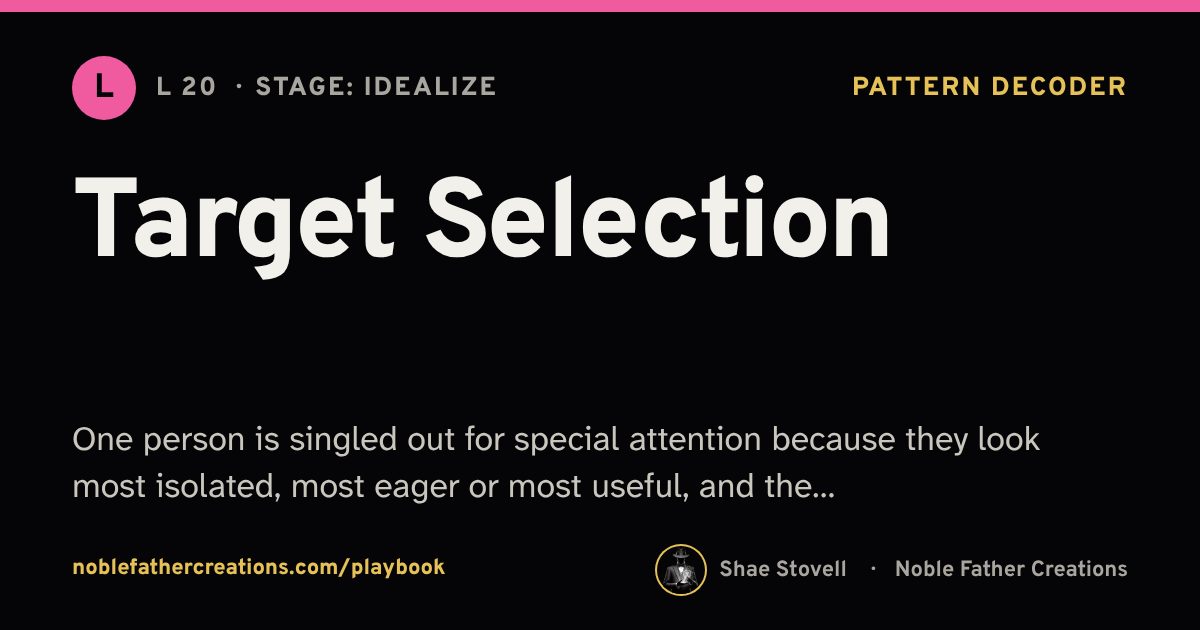 L
L 20 · STAGE: IDEALIZE
PATTERN DECODER
Target Selection
One person is singled out for special attention because they look
most isolated, most eager or most useful, and the...
noblefathercreations.com/playbook
Shae Stovell · Noble Father Creations